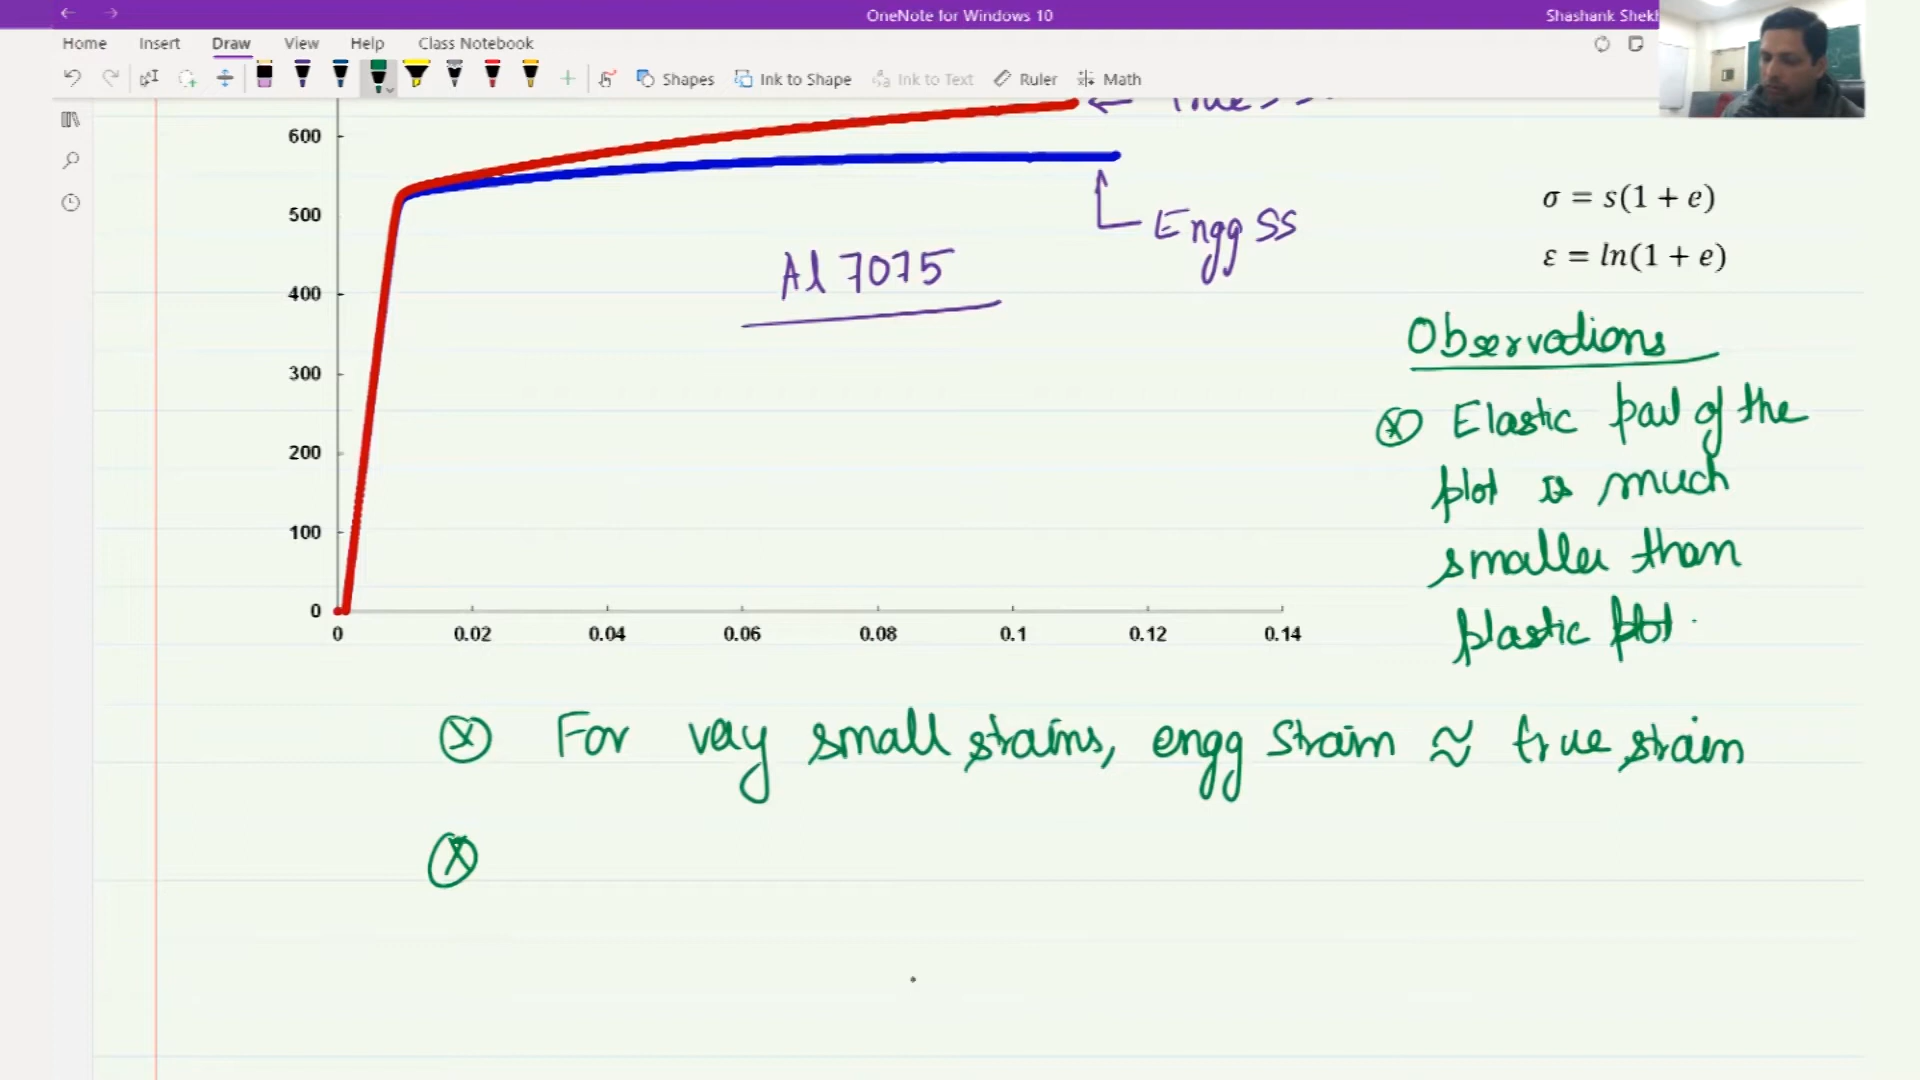 OneNote for Windows 10
Shashank Shekh
Home Insert Draw View Help Class Notebook
Shapes Ink to Shape Ink to Text Ruler Math
600
500
400
300
200
100
0
0 0.02 0.04 0.06 0.08 0.1 0.12 0.14
Engg SS
Al 7075
σ = s(1 + e)
ε = ln(1 + e)
Observations
Elastic part of the
plot is much
smaller than
plastic plot.
For very small strains, engg strain ≈ true strain